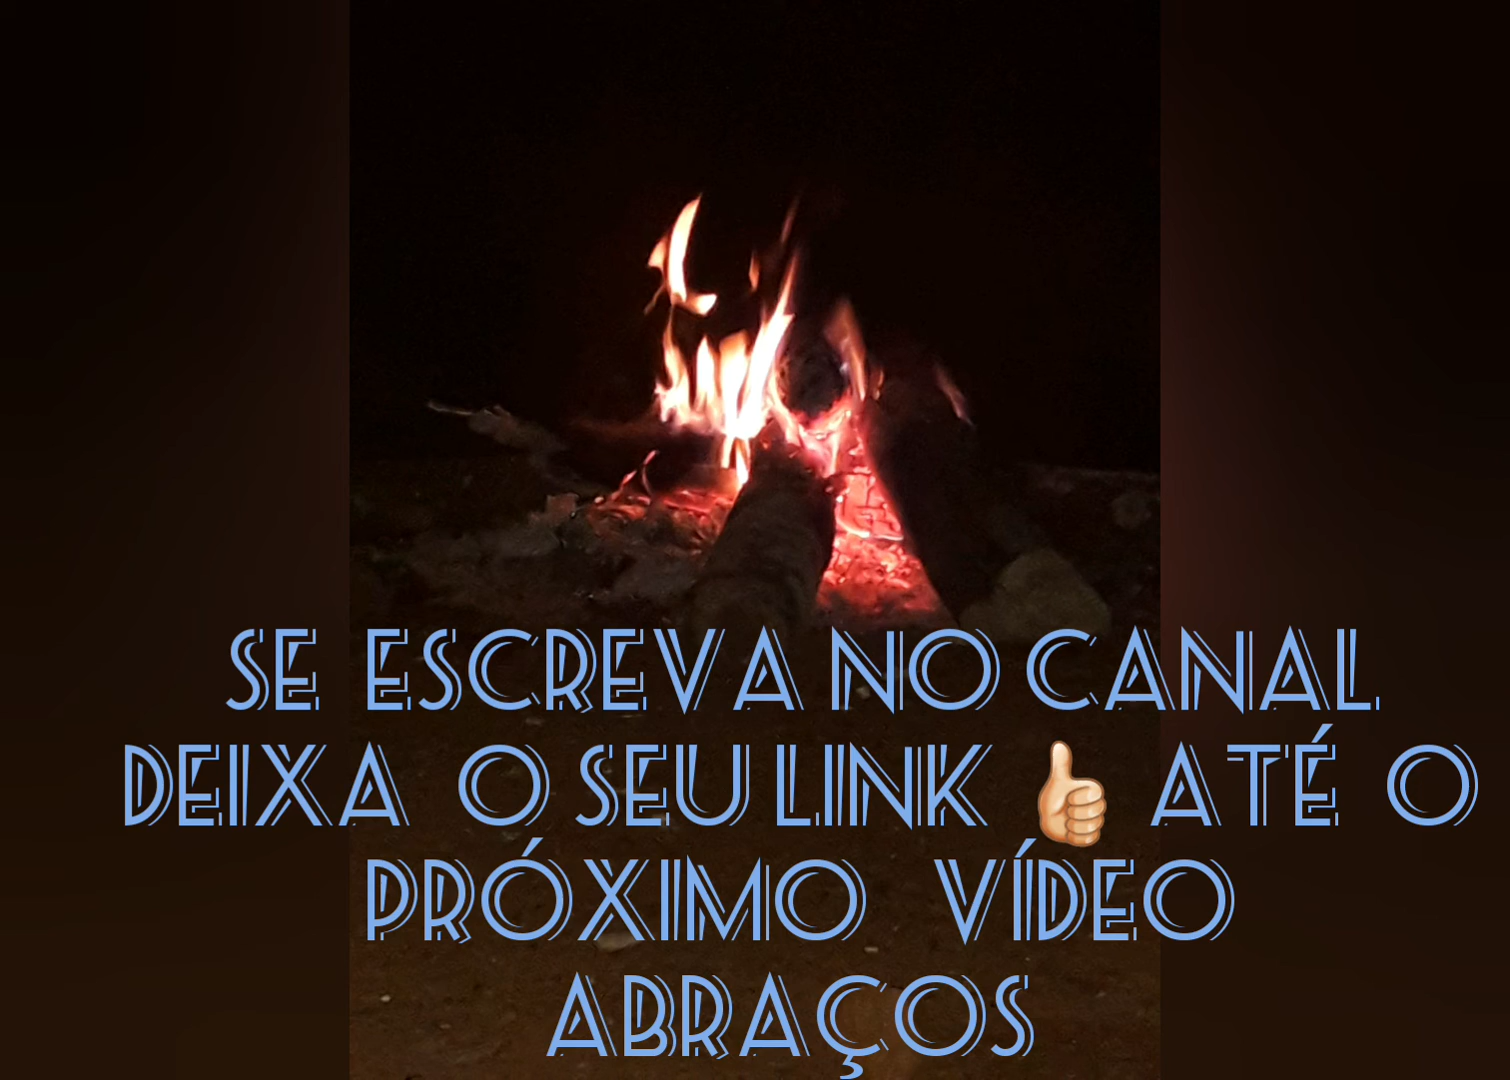 SE ESCREVA NO CANAL
DEIXA O SEU LINK 👍🏻 ATÉ O
PRÓXIMO VÍDEO
ABRAÇOS